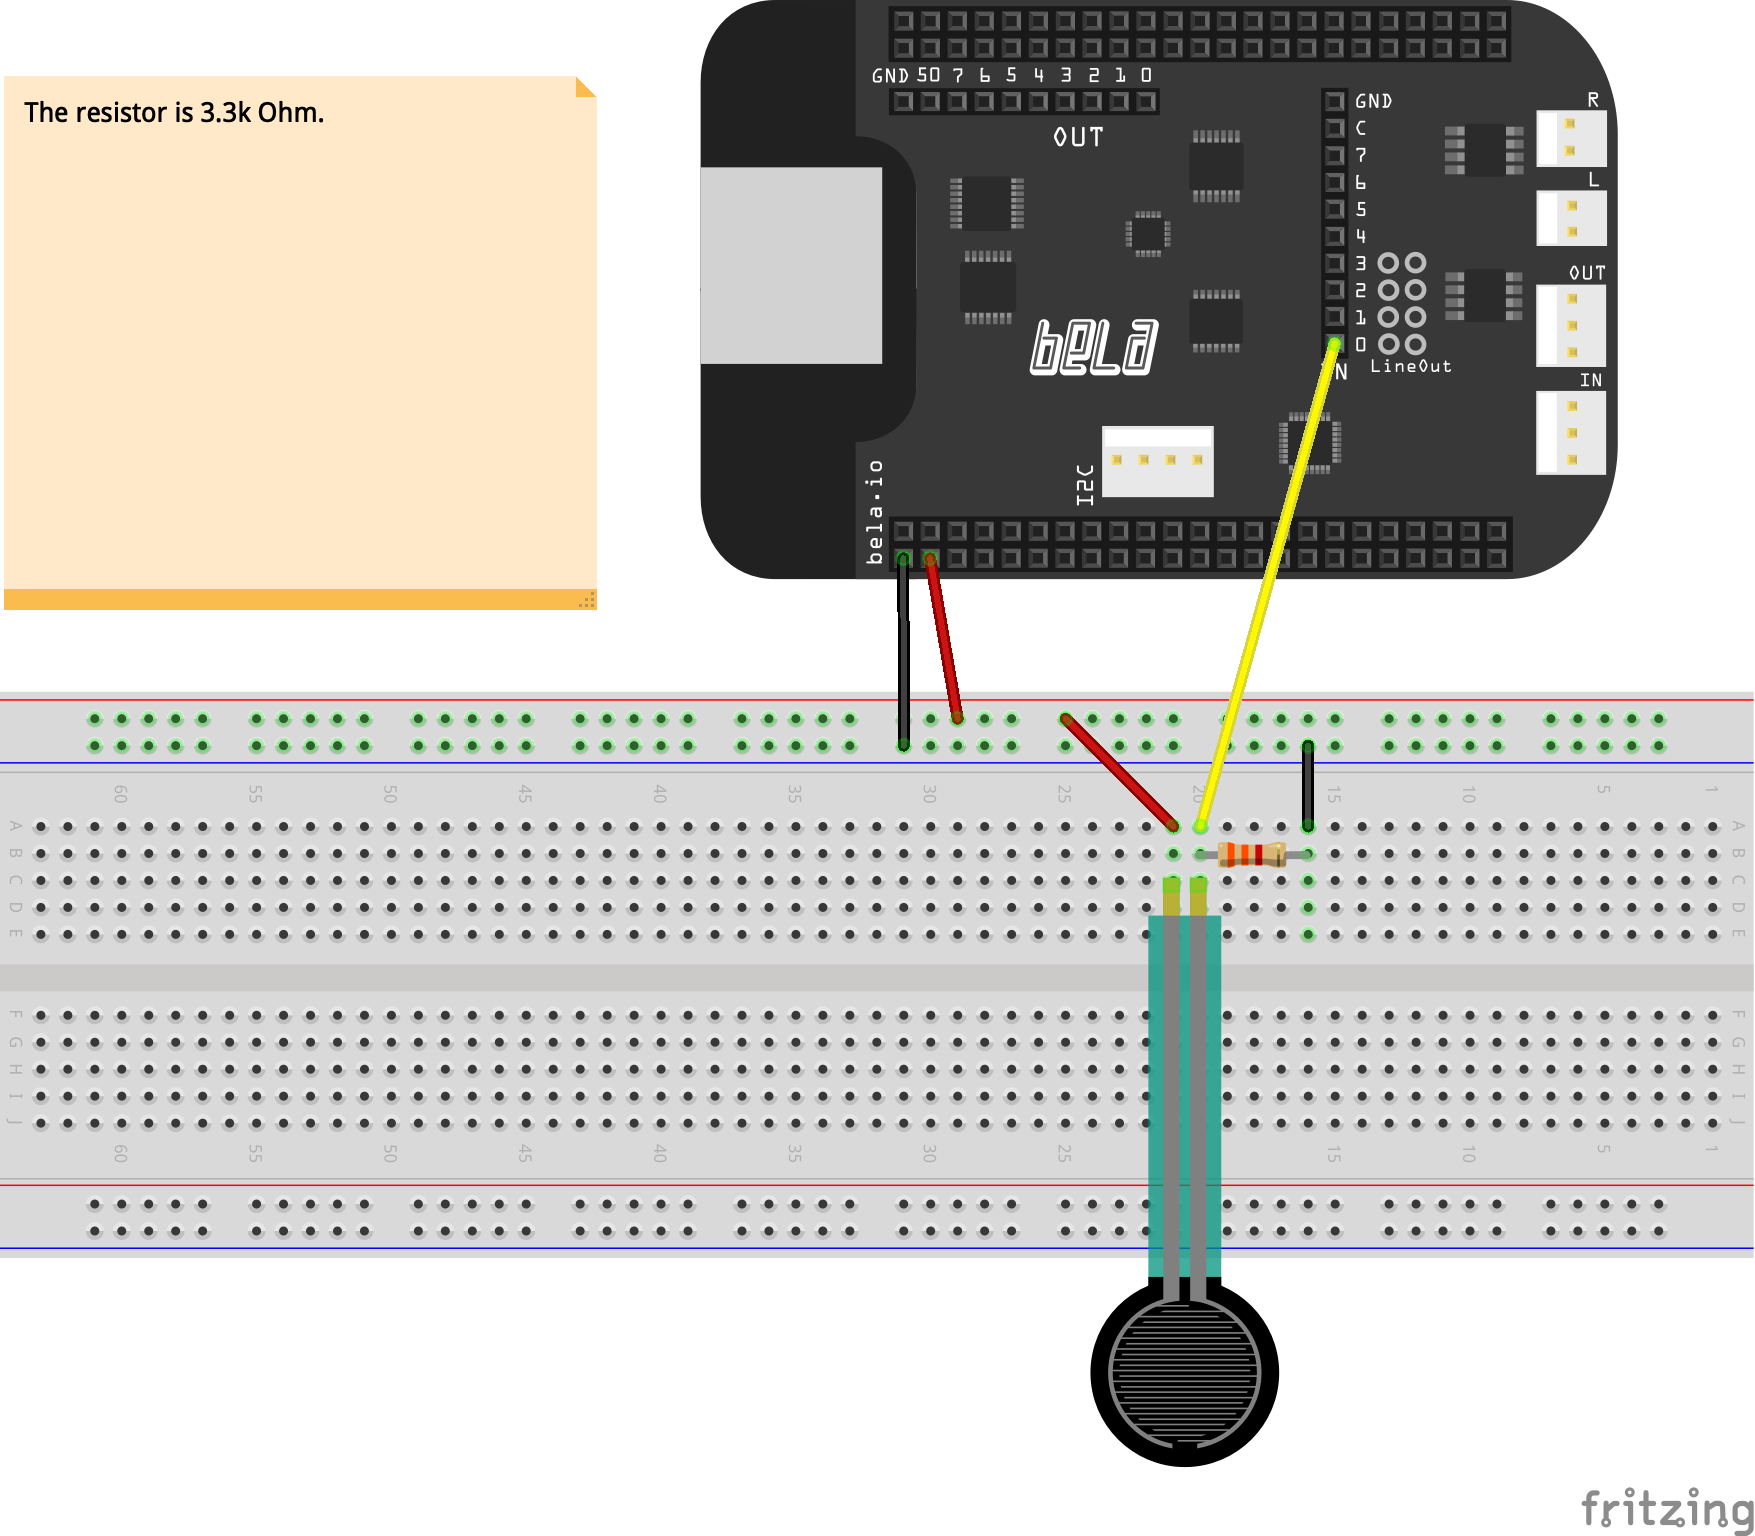 The resistor is 3.3k Ohm.
GND 50 7 6 5 4 3 2 1 0
OUT
GND
C
7
6
5
4
3
2
1
0
LineOut
R
L
OUT
IN
bela
I2C
bela.io
60 55 50 45 40 35 30 25 20 15 10 5 1
A A
B B
C C
D D
E E
F F
G G
H H
I I
J J
60 55 50 45 40 35 30 25 15 10 5 1
fritzing